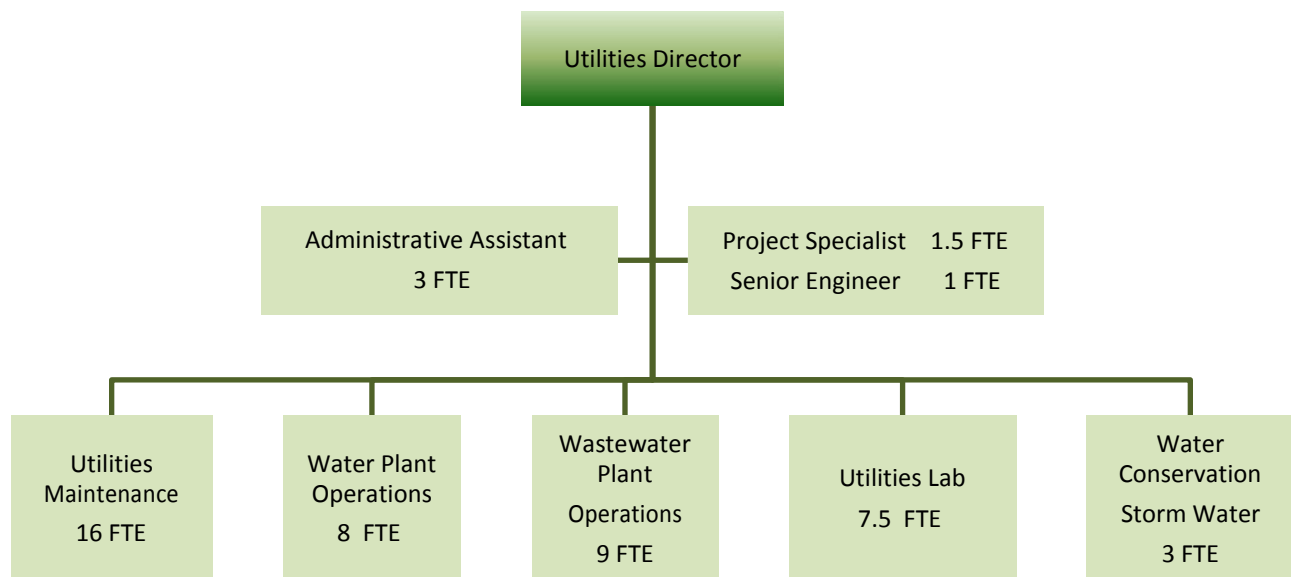 Utilities Director
Administrative Assistant
3 FTE
Project Specialist 1.5 FTE
Senior Engineer 1 FTE
Utilities
Maintenance
16 FTE
Water Plant
Operations
8 FTE
Wastewater
Plant
Operations
9 FTE
Utilities Lab
7.5 FTE
Water
Conservation
Storm Water
3 FTE